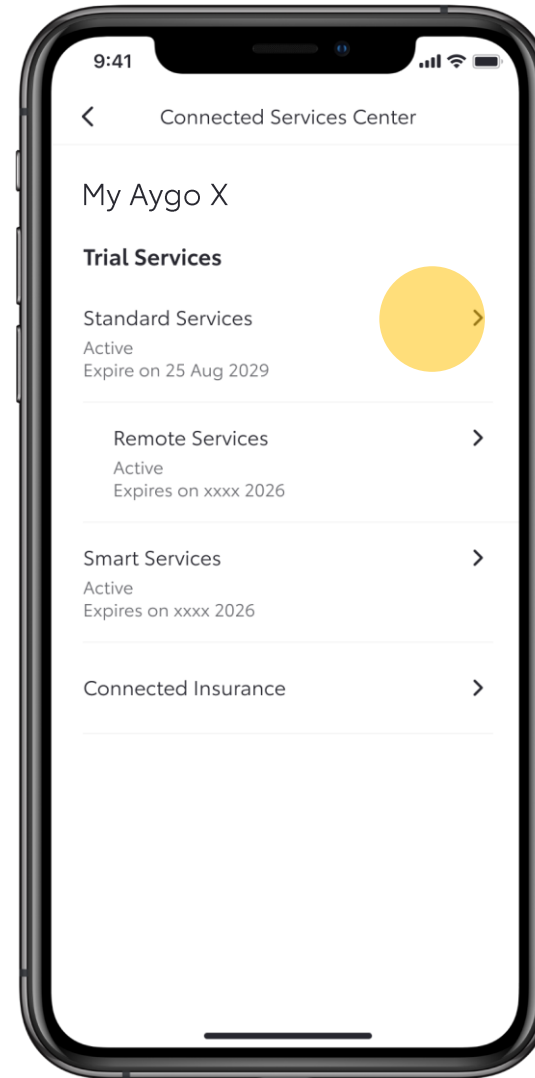 9:41
Connected Services Center
My Aygo X
Trial Services
Standard Services
Active
Expire on 25 Aug 2029
Remote Services
Active
Expires on xxxx 2026
Smart Services
Active
Expires on xxxx 2026
Connected Insurance